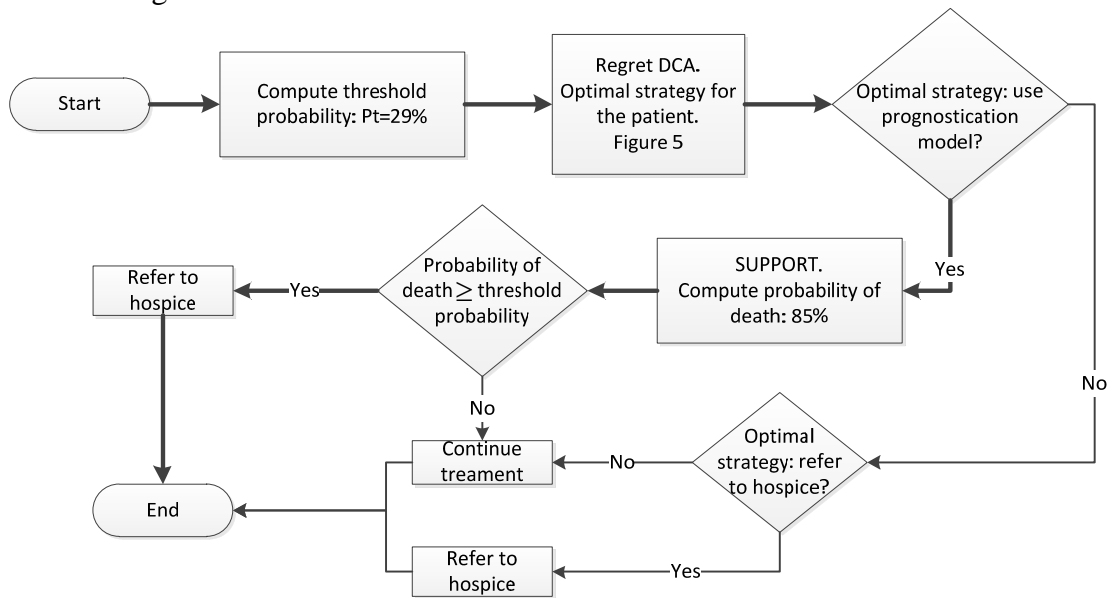 Start
Compute threshold
probability: Pt=29%
Regret DCA.
Optimal strategy for
the patient.
Figure 5
Optimal strategy: use
prognostication
model?
Yes
No
SUPPORT.
Compute probability of
death: 85%
Probability of
death ≥ threshold
probability
Yes
Refer to
hospice
No
Continue
treament
Optimal
strategy: refer
to hospice?
No
Yes
Refer to
hospice
End